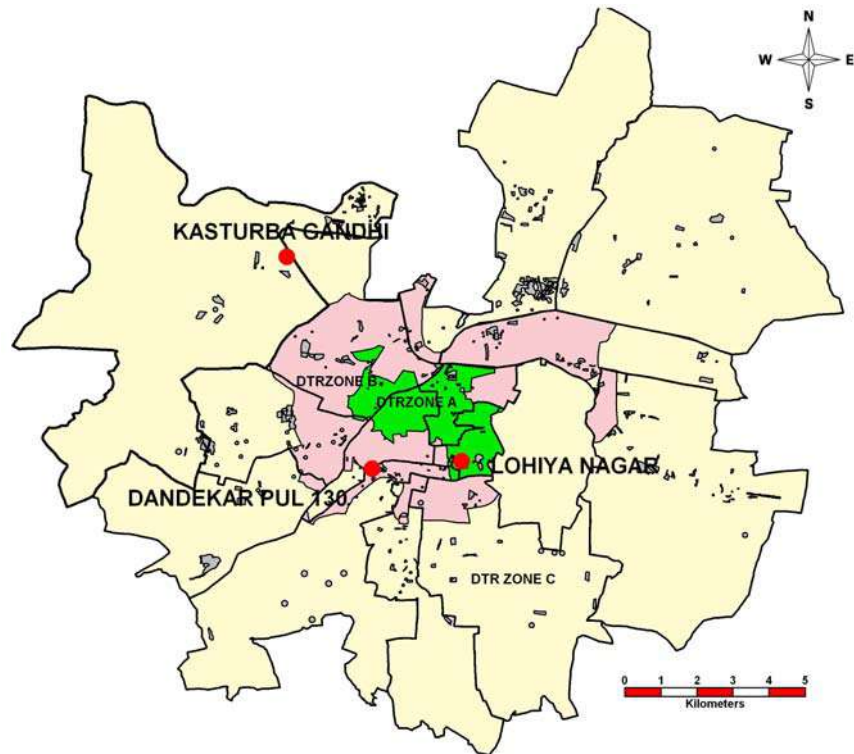 N
W E
S
KASTURBA GANDHI
DTRZONE B
DTRZONE A
LOHIYA NAGAR
DANDEKAR PUL 130
DTR ZONE C
0 1 2 3 4 5
Kilometers